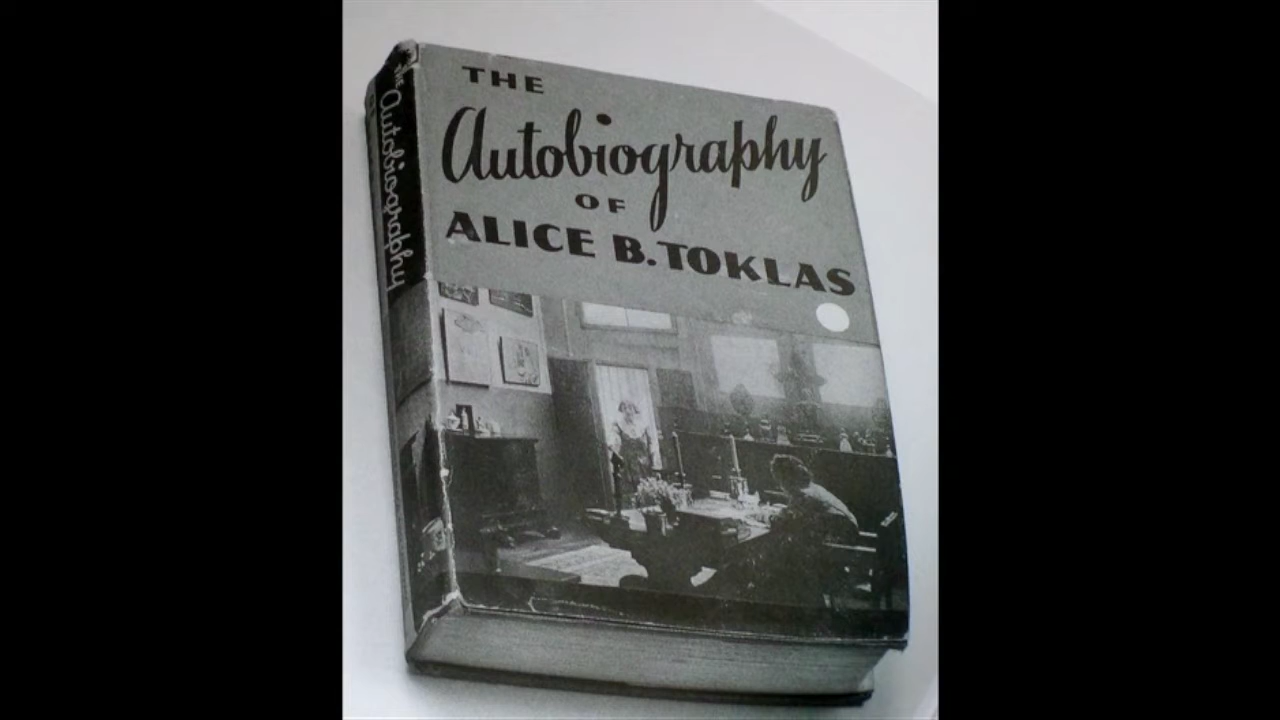 THE
Autobiography
OF
ALICE B. TOKLAS
THE Autobiography